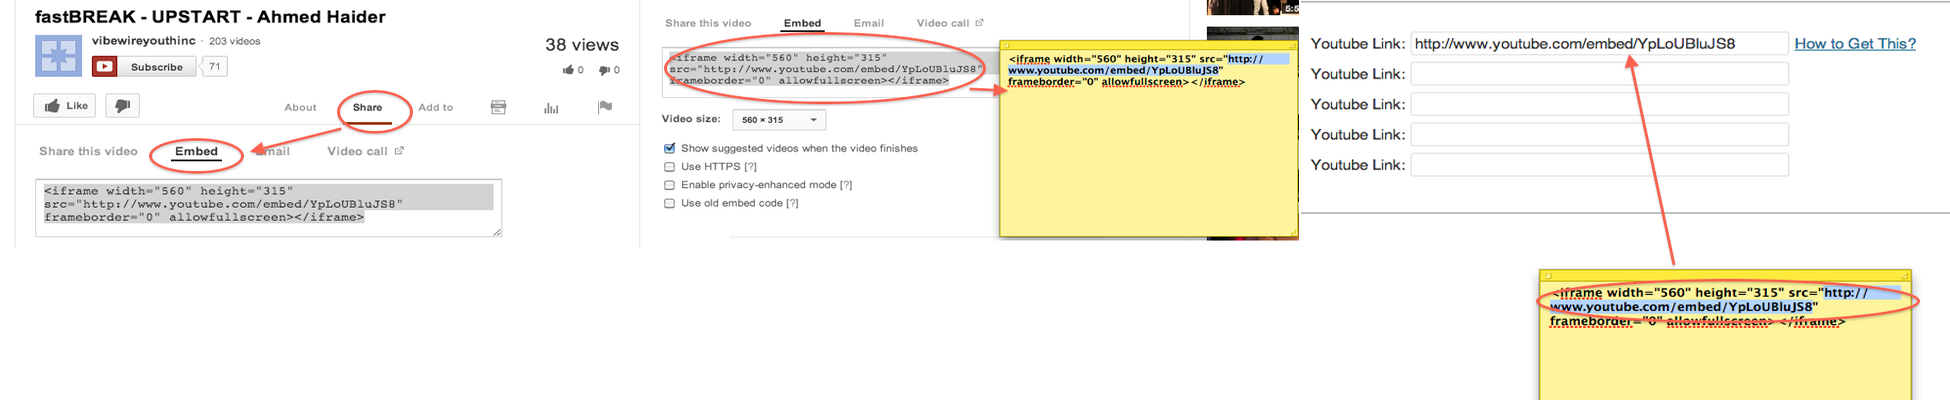 fastBREAK - UPSTART - Ahmed Haider
vibewireyouthinc · 203 videos
Subscribe 71
38 views
0 0
Like
About Share Add to
Share this video Embed Email Video call
<iframe width="560" height="315"
src="http://www.youtube.com/embed/YpLoUBluJS8"
frameborder="0" allowfullscreen></iframe>
Share this video Embed Email Video call
<iframe width="560" height="315"
src="http://www.youtube.com/embed/YpLoUBluJS8"
frameborder="0" allowfullscreen></iframe>
Video size: 560 × 315
Show suggested videos when the video finishes
Use HTTPS [?]
Enable privacy-enhanced mode [?]
Use old embed code [?]
<iframe width="560" height="315" src="http://
www.youtube.com/embed/YpLoUBluJS8"
frameborder="0" allowfullscreen></iframe>
Youtube Link: http://www.youtube.com/embed/YpLoUBluJS8 How to Get This?
Youtube Link:
Youtube Link:
Youtube Link:
Youtube Link:
<iframe width="560" height="315" src="http://
www.youtube.com/embed/YpLoUBluJS8"
frameborder="0" allowfullscreen></iframe>